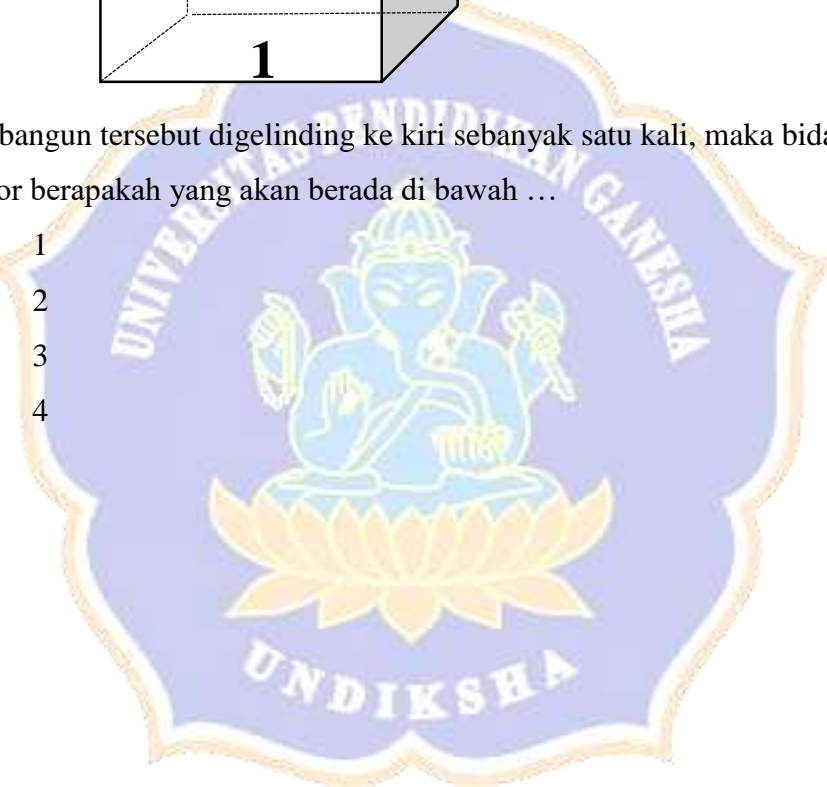 1
bangun tersebut digelinding ke kiri sebanyak satu kali, maka bida
or berapakah yang akan berada di bawah …
1
2
3
4
UNIVERSITAS PENDIDIKAN GANESHA
UNDIKSHA